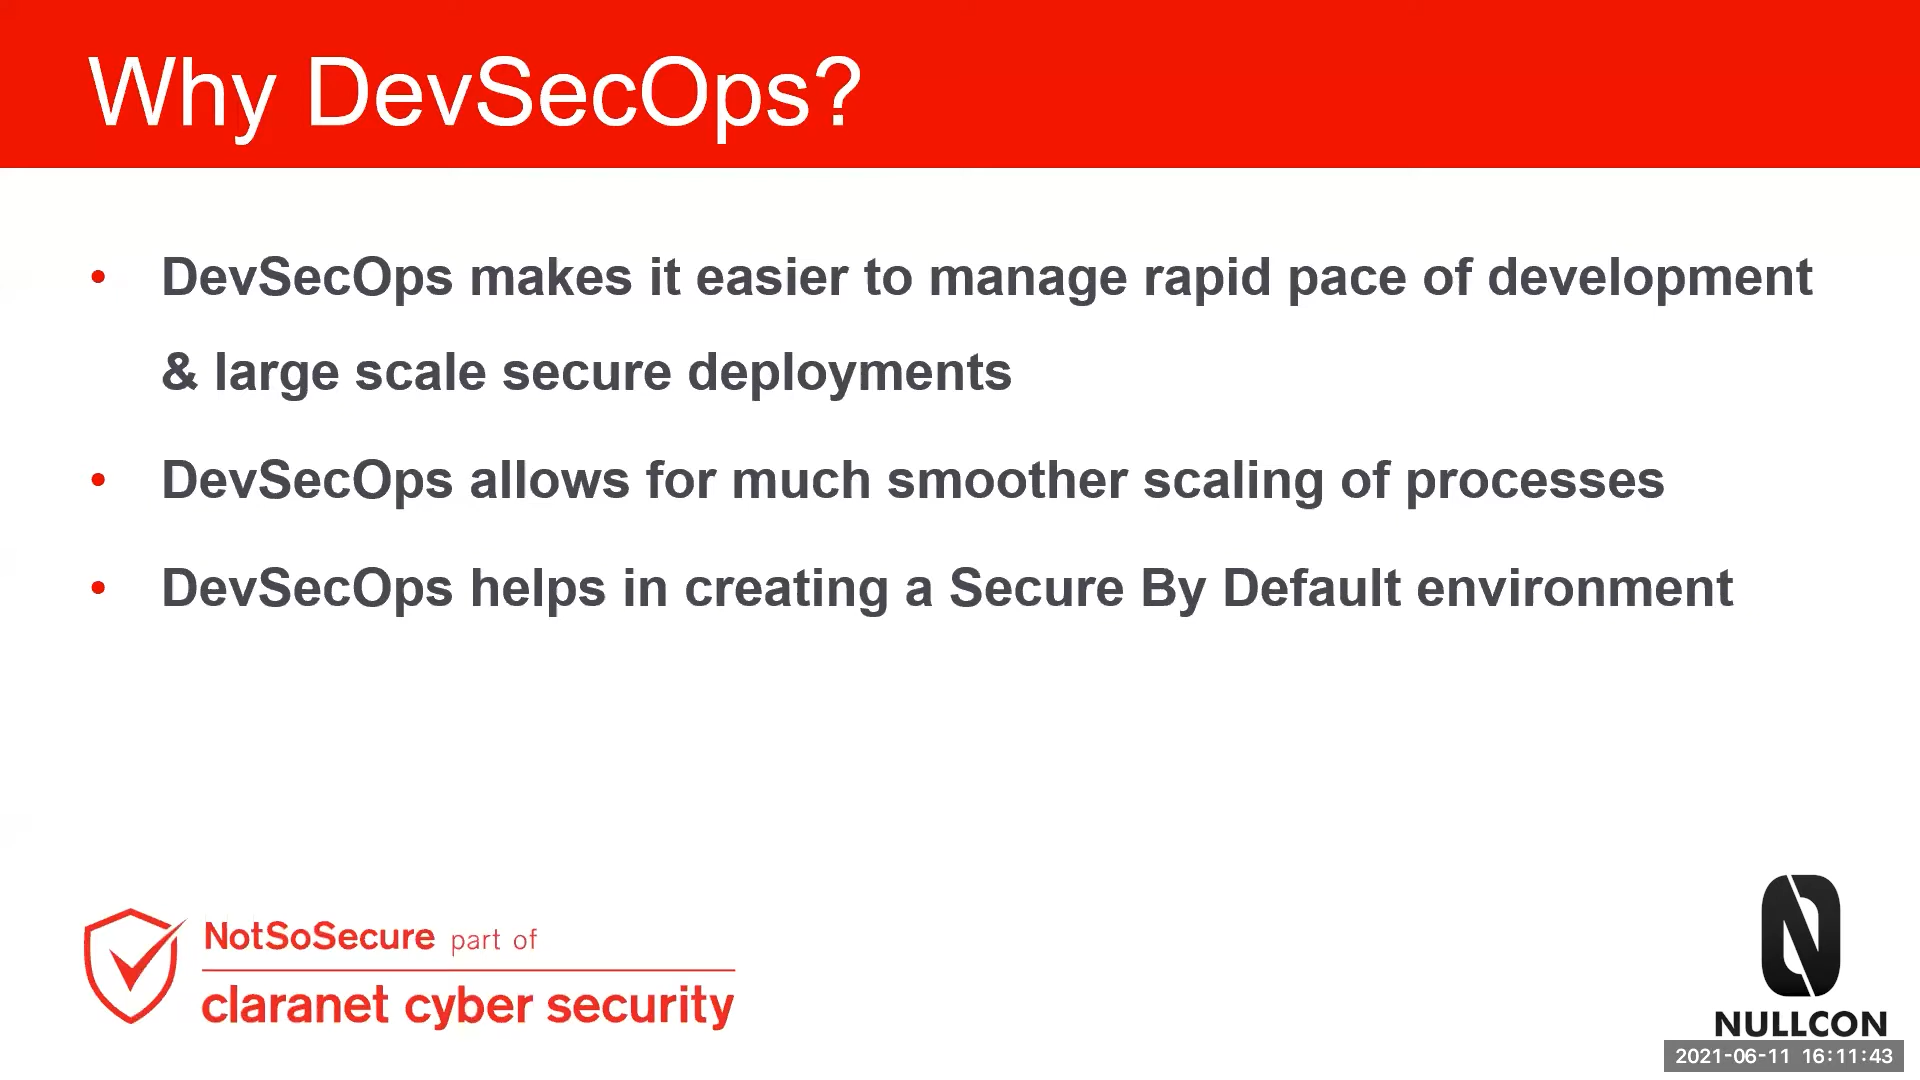 Why DevSecOps?
• DevSecOps makes it easier to manage rapid pace of development
& large scale secure deployments
• DevSecOps allows for much smoother scaling of processes
• DevSecOps helps in creating a Secure By Default environment
NotSoSecure part of
claranet cyber security
NULLCON
2021-06-11 16:11:43